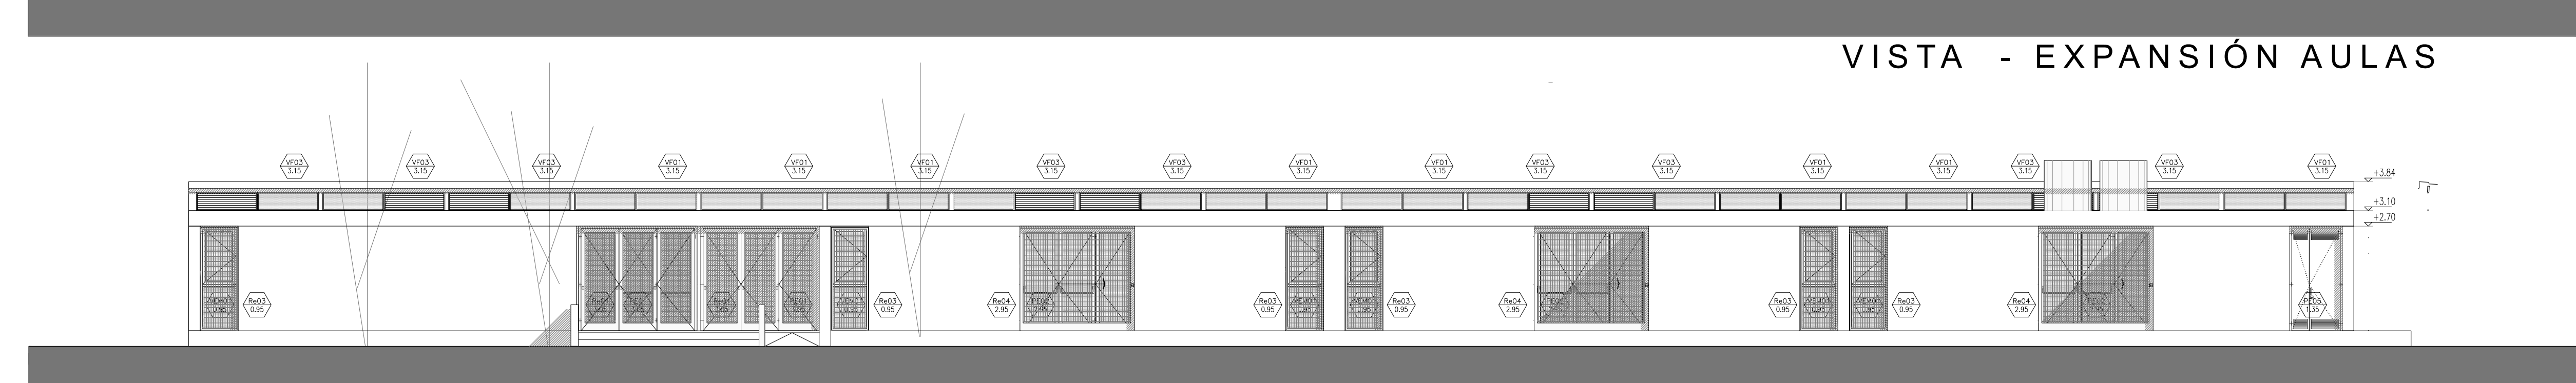 VISTA - EXPANSIÓN AULAS
VF03 VF03 VF03 VF01 VF01 VF01 VF03 VF03 VF01 VF01 VF03 VF03 VF01 VF01 VF03 VF03 VF01
3.15 3.15 3.15 3.15 3.15 3.15 3.15 3.15 3.15 3.15 3.15 3.15 3.15 3.15 3.15 3.15 3.15
+3.84
+3.10
+2.70
Re03 Re03 Re04 Re03 Re03 Re04 Re03 Re03 Re04 PE05
0.95 0.95 2.95 0.95 0.95 2.95 0.95 0.95 2.95 1.35